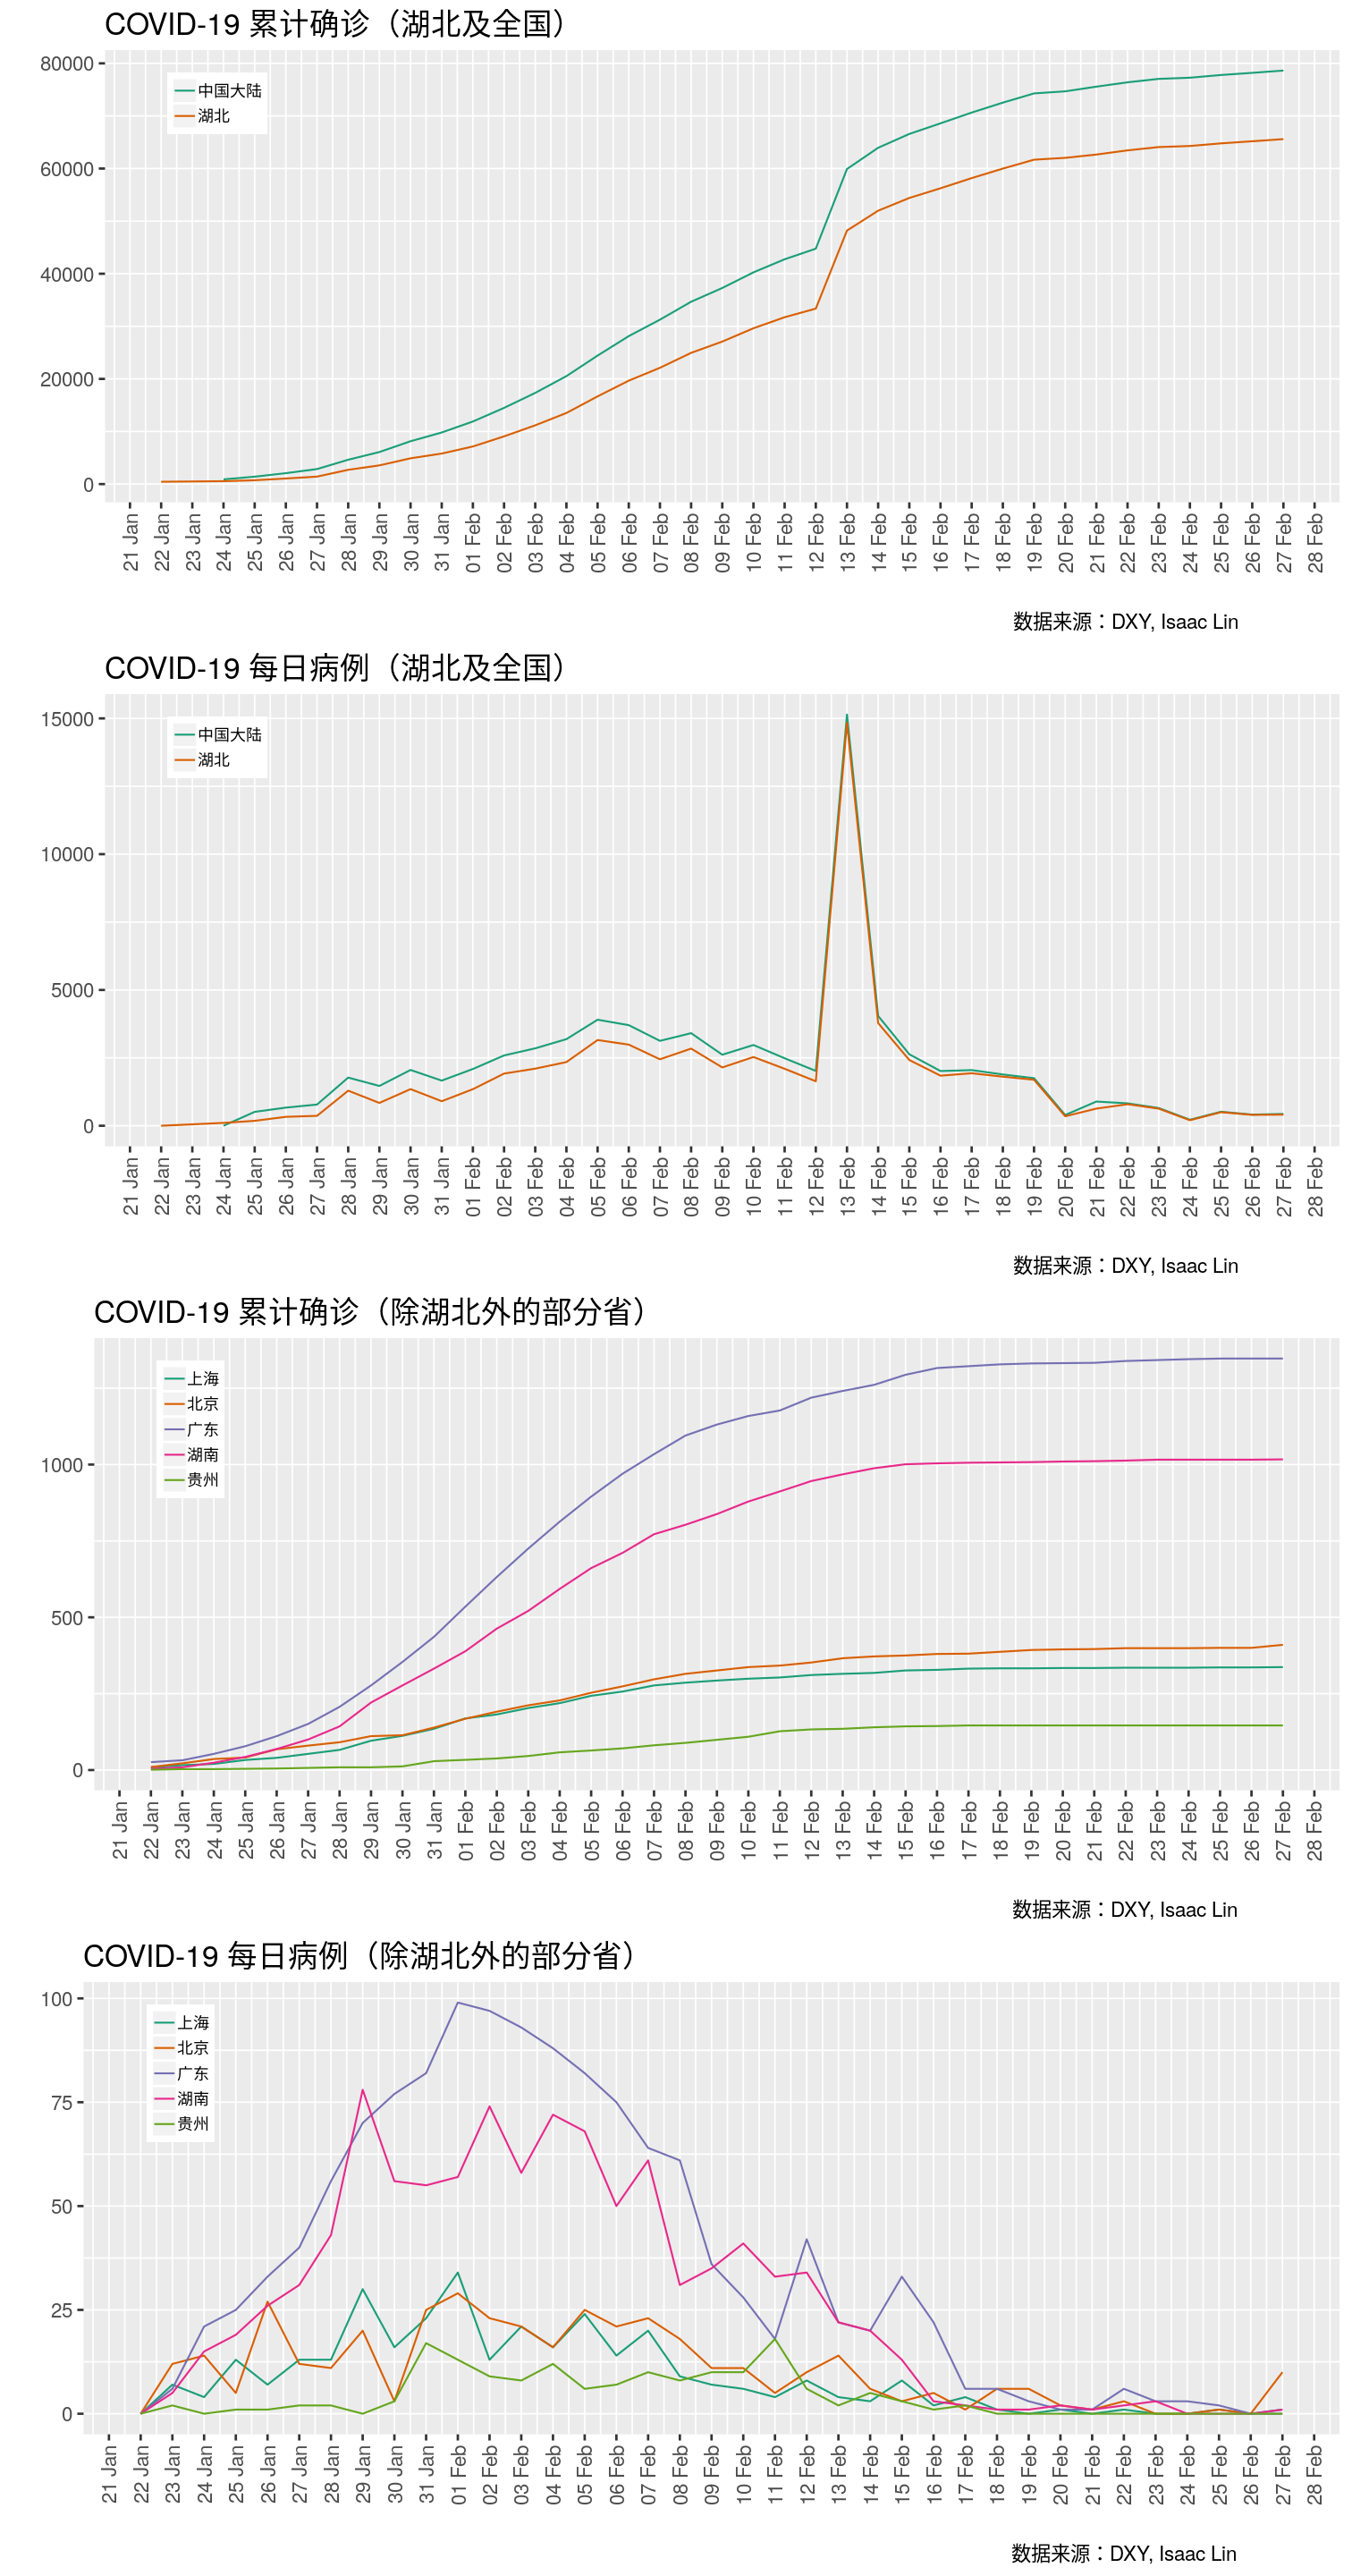 COVID-19 累计确诊（湖北及全国）
80000
60000
40000
20000
0
中国大陆
湖北
21 Jan 22 Jan 23 Jan 24 Jan 25 Jan 26 Jan 27 Jan 28 Jan 29 Jan 30 Jan 31 Jan 01 Feb 02 Feb 03 Feb 04 Feb 05 Feb 06 Feb 07 Feb 08 Feb 09 Feb 10 Feb 11 Feb 12 Feb 13 Feb 14 Feb 15 Feb 16 Feb 17 Feb 18 Feb 19 Feb 20 Feb 21 Feb 22 Feb 23 Feb 24 Feb 25 Feb 26 Feb 27 Feb 28 Feb
数据来源：DXY, Isaac Lin
COVID-19 每日病例（湖北及全国）
15000
10000
5000
0
中国大陆
湖北
21 Jan 22 Jan 23 Jan 24 Jan 25 Jan 26 Jan 27 Jan 28 Jan 29 Jan 30 Jan 31 Jan 01 Feb 02 Feb 03 Feb 04 Feb 05 Feb 06 Feb 07 Feb 08 Feb 09 Feb 10 Feb 11 Feb 12 Feb 13 Feb 14 Feb 15 Feb 16 Feb 17 Feb 18 Feb 19 Feb 20 Feb 21 Feb 22 Feb 23 Feb 24 Feb 25 Feb 26 Feb 27 Feb 28 Feb
数据来源：DXY, Isaac Lin
COVID-19 累计确诊（除湖北外的部分省）
1000
500
0
上海
北京
广东
湖南
贵州
21 Jan 22 Jan 23 Jan 24 Jan 25 Jan 26 Jan 27 Jan 28 Jan 29 Jan 30 Jan 31 Jan 01 Feb 02 Feb 03 Feb 04 Feb 05 Feb 06 Feb 07 Feb 08 Feb 09 Feb 10 Feb 11 Feb 12 Feb 13 Feb 14 Feb 15 Feb 16 Feb 17 Feb 18 Feb 19 Feb 20 Feb 21 Feb 22 Feb 23 Feb 24 Feb 25 Feb 26 Feb 27 Feb 28 Feb
数据来源：DXY, Isaac Lin
COVID-19 每日病例（除湖北外的部分省）
100
75
50
25
0
上海
北京
广东
湖南
贵州
21 Jan 22 Jan 23 Jan 24 Jan 25 Jan 26 Jan 27 Jan 28 Jan 29 Jan 30 Jan 31 Jan 01 Feb 02 Feb 03 Feb 04 Feb 05 Feb 06 Feb 07 Feb 08 Feb 09 Feb 10 Feb 11 Feb 12 Feb 13 Feb 14 Feb 15 Feb 16 Feb 17 Feb 18 Feb 19 Feb 20 Feb 21 Feb 22 Feb 23 Feb 24 Feb 25 Feb 26 Feb 27 Feb 28 Feb
数据来源：DXY, Isaac Lin